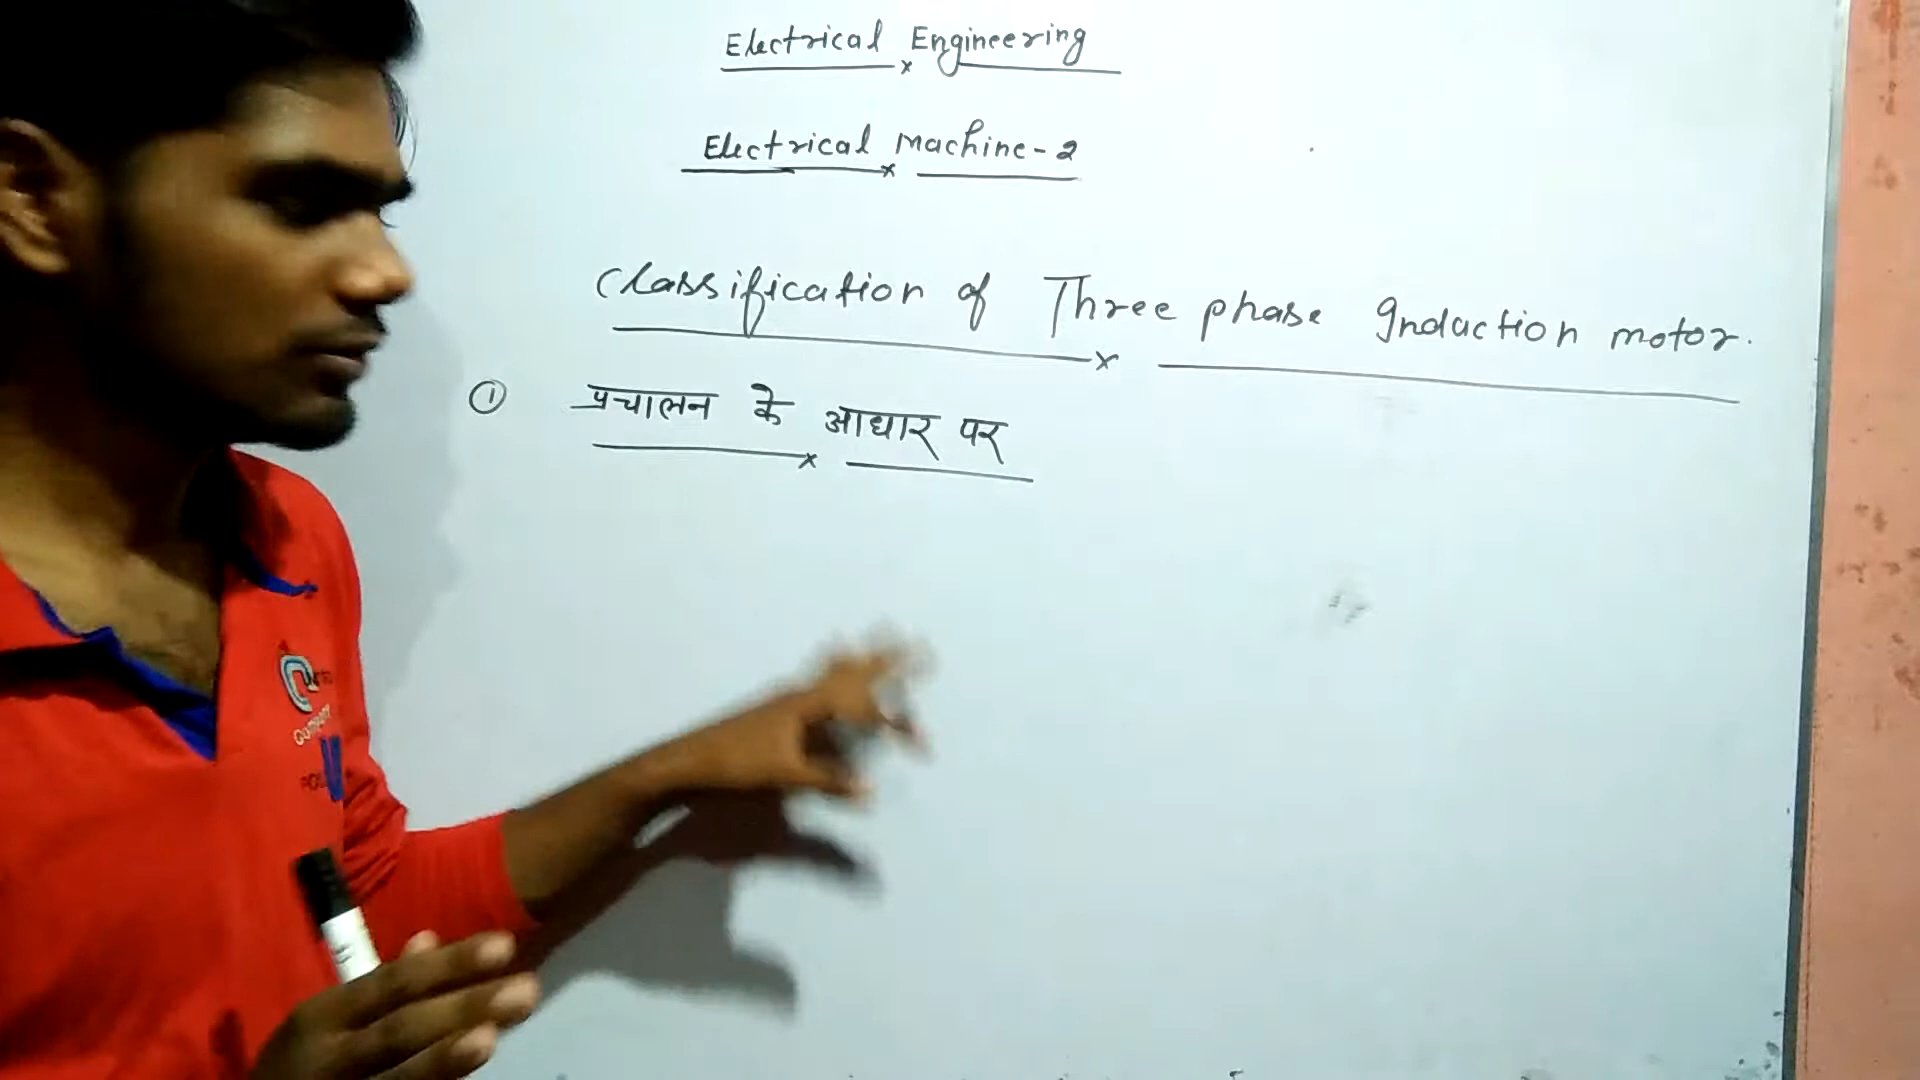 Electrical Engineering
Electrical Machine-2
Classification of Three phase Induction motor.
① प्रचालन के आधार पर